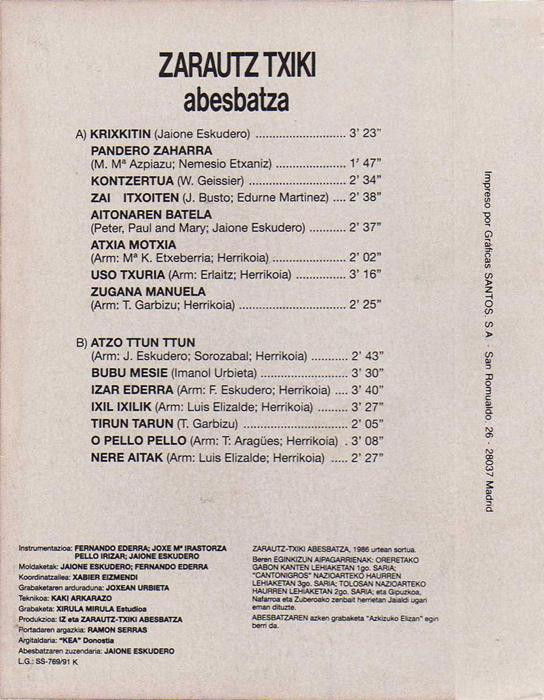 ZARAUTZ TXIKI
abesbatza
A) KRIXKITIN (Jaione Eskudero) ........................... 3' 23"
PANDERO ZAHARRA
(M. Mª Azpiazu; Nemesio Etxaniz) ..................... 1' 47"
KONTZERTUA (W. Geissier) ............................... 2' 34"
ZAI ITXOITEN (J. Busto; Edurne Martinez) .... 2' 38"
AITONAREN BATELA
(Peter, Paul and Mary; Jaione Eskudero) ........... 2' 37"
ATXIA MOTXIA
(Arm: Mª K. Etxeberria; Herrikoia) ...................... 2' 02"
USO TXURIA (Arm: Erlaitz; Herrikoia) ................ 3' 16"
ZUGANA MANUELA
(Arm: T. Garbizu; Herrikoia) ................................ 2' 25"
B) ATZO TTUN TTUN
(Arm: J. Eskudero; Sorozabal; Herrikoia) ........... 2' 43"
BUBU MESIE (Imanol Urbieta) ........................... 3' 30"
IZAR EDERRA (Arm: F. Eskudero; Herrikoia) .... 3' 40"
IXIL IXILIK (Arm: Luis Elizalde; Herrikoia) ......... 3' 27"
TIRUN TARUN (T. Garbizu) ............................... 2' 05"
O PELLO PELLO (Arm: T. Aragües; Herrikoia) . 3' 08"
NERE AITAK (Arm: Luis Elizalde; Herrikoia) ..... 2' 27"
Instrumentazioa: FERNANDO EDERRA; JOXE Mª IRASTORZA
PELLO IRIZAR; JAIONE ESKUDERO
Moldaketak: JAIONE ESKUDERO; FERNANDO EDERRA
Koordinatzailea: XABIER EIZMENDI
Grabaketaren arduraduna: JOXEAN URBIETA
Teknikoa: KAKI ARKARAZO
Grabaketa: XIRULA MIRULA Estudioa
Produkzioa: IZ eta ZARAUTZ-TXIKI ABESBATZA
Portadaren argazkia: RAMON SERRAS
Argitaldaria: "KEA" Donostia
Abesbatzaren zuzendaria: JAIONE ESKUDERO
L.G.: SS-769/91 K
ZARAUTZ-TXIKI ABESBATZA, 1986 urtean sortua.
Beren EGINKIZUN AIPAGARRIENAK: ORERETAKO
GABON KANTEN LEHIAKETAN 1go. SARIA;
"CANTONIGROS" NAZIOARTEKO HAURREN
LEHIAKETAN 3go. SARIA; TOLOSAN NAZIOARTEKO
HAURREN LEHIAKETAN 2go. SARIA; eta Gipuzkoa,
Nafarroa eta Zuberoako zenbait herrietan Jaialdi ugari
eman dituzte.
ABESBATZAREN azken grabaketa "Azkizuko Elizan" egin
berri da.
Impreso por Gráficas SANTOS, S A · San Romualdo, 26 - 28037 Madrid